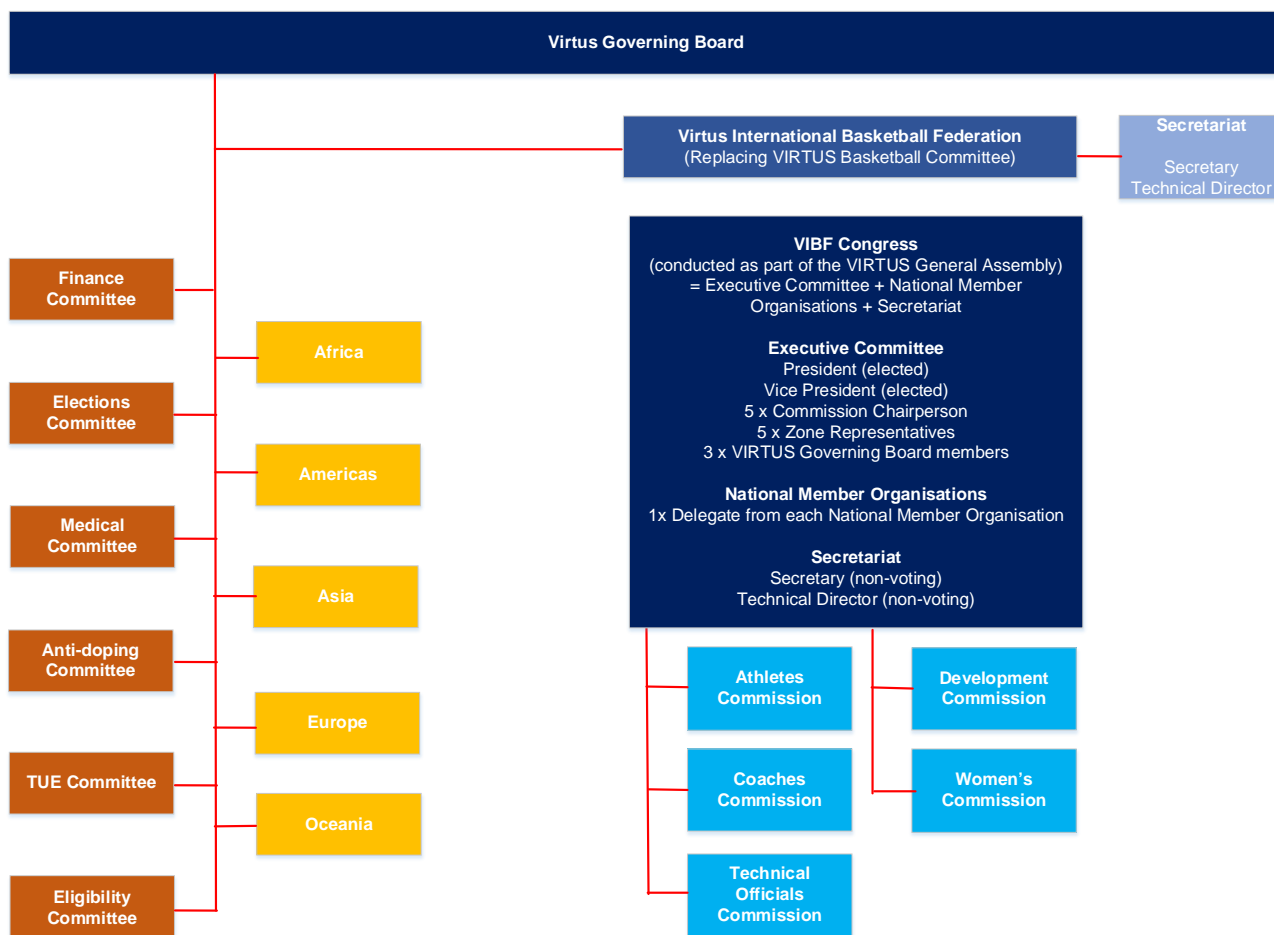 Virtus Governing Board
Virtus International Basketball Federation
(Replacing VIRTUS Basketball Committee)
Secretariat
Secretary
Technical Director
VIBF Congress
(conducted as part of the VIRTUS General Assembly)
= Executive Committee + National Member
Organisations + Secretariat
Executive Committee
President (elected)
Vice President (elected)
5 x Commission Chairperson
5 x Zone Representatives
3 x VIRTUS Governing Board members
National Member Organisations
1x Delegate from each National Member Organisation
Secretariat
Secretary (non-voting)
Technical Director (non-voting)
Finance
Committee
Elections
Committee
Medical
Committee
Anti-doping
Committee
TUE Committee
Eligibility
Committee
Africa
Americas
Asia
Europe
Oceania
Athletes
Commission
Coaches
Commission
Technical
Officials
Commission
Development
Commission
Women’s
Commission